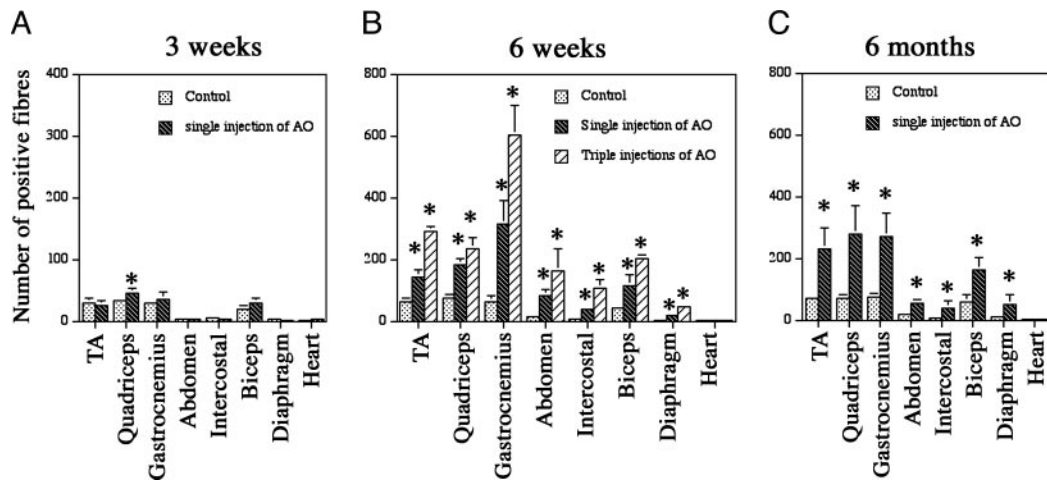 A
3 weeks
Number of positive fibres
400
300
200
100
0
Control
single injection of AO
*
TA
Quadriceps
Gastrocnemius
Abdomen
Intercostal
Biceps
Diaphragm
Heart
B
6 weeks
800
600
400
200
0
Control
Single injection of AO
Triple injections of AO
* * * * * * * * * * * * * *
TA
Quadriceps
Gastrocnemius
Abdomen
Intercostal
Biceps
Diaphragm
Heart
C
6 months
800
600
400
200
0
Control
single injection of AO
* * * * * * *
TA
Quadriceps
Gastrocnemius
Abdomen
Intercostal
Biceps
Diaphragm
Heart